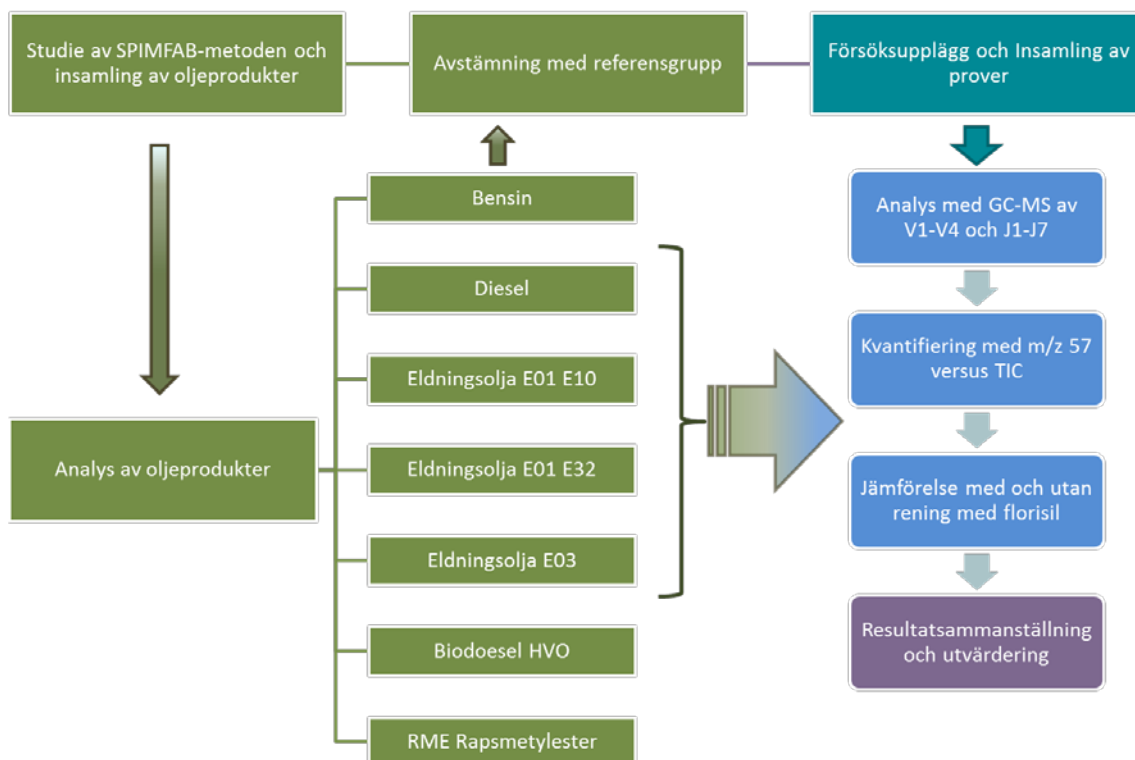 Studie av SPIMFAB-metoden och
insamling av oljeprodukter
Avstämning med referensgrupp
Försöksupplägg och Insamling av
prover
Bensin
Diesel
Eldningsolja E01 E10
Eldningsolja E01 E32
Eldningsolja E03
Biodoesel HVO
RME Rapsmetylester
Analys av oljeprodukter
Analys med GC-MS av
V1-V4 och J1-J7
Kvantifiering med m/z 57
versus TIC
Jämförelse med och utan
rening med florisil
Resultatsammanställning
och utvärdering